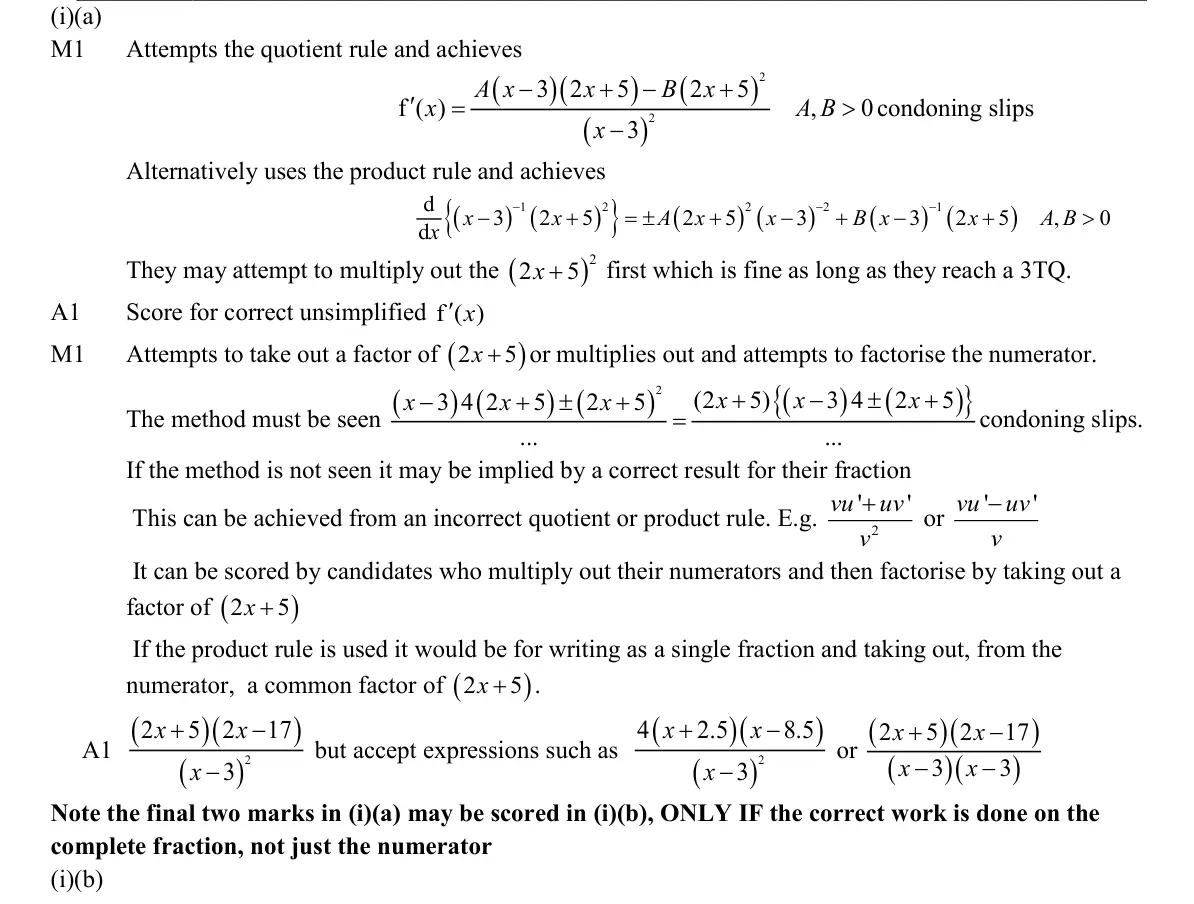 (i)(a)
M1 Attempts the quotient rule and achieves
f′(x) = A(x−3)(2x+5)−B(2x+5)² / (x−3)² A, B > 0 condoning slips
Alternatively uses the product rule and achieves
d/dx {(x−3)⁻¹(2x+5)²} = ±A(2x+5)²(x−3)⁻² + B(x−3)⁻¹(2x+5) A, B > 0
They may attempt to multiply out the (2x+5)² first which is fine as long as they reach a 3TQ.
A1 Score for correct unsimplified f′(x)
M1 Attempts to take out a factor of (2x+5) or multiplies out and attempts to factorise the numerator.
The method must be seen (x−3)4(2x+5)±(2x+5)² / ... = (2x+5){(x−3)4±(2x+5)} / ... condoning slips.
If the method is not seen it may be implied by a correct result for their fraction
This can be achieved from an incorrect quotient or product rule. E.g. vu'+uv' / v² or vu'−uv' / v
It can be scored by candidates who multiply out their numerators and then factorise by taking out a
factor of (2x+5)
If the product rule is used it would be for writing as a single fraction and taking out, from the
numerator, a common factor of (2x+5).
A1 (2x+5)(2x−17) / (x−3)² but accept expressions such as 4(x+2.5)(x−8.5) / (x−3)² or (2x+5)(2x−17) / (x−3)(x−3)
Note the final two marks in (i)(a) may be scored in (i)(b), ONLY IF the correct work is done on the
complete fraction, not just the numerator
(i)(b)